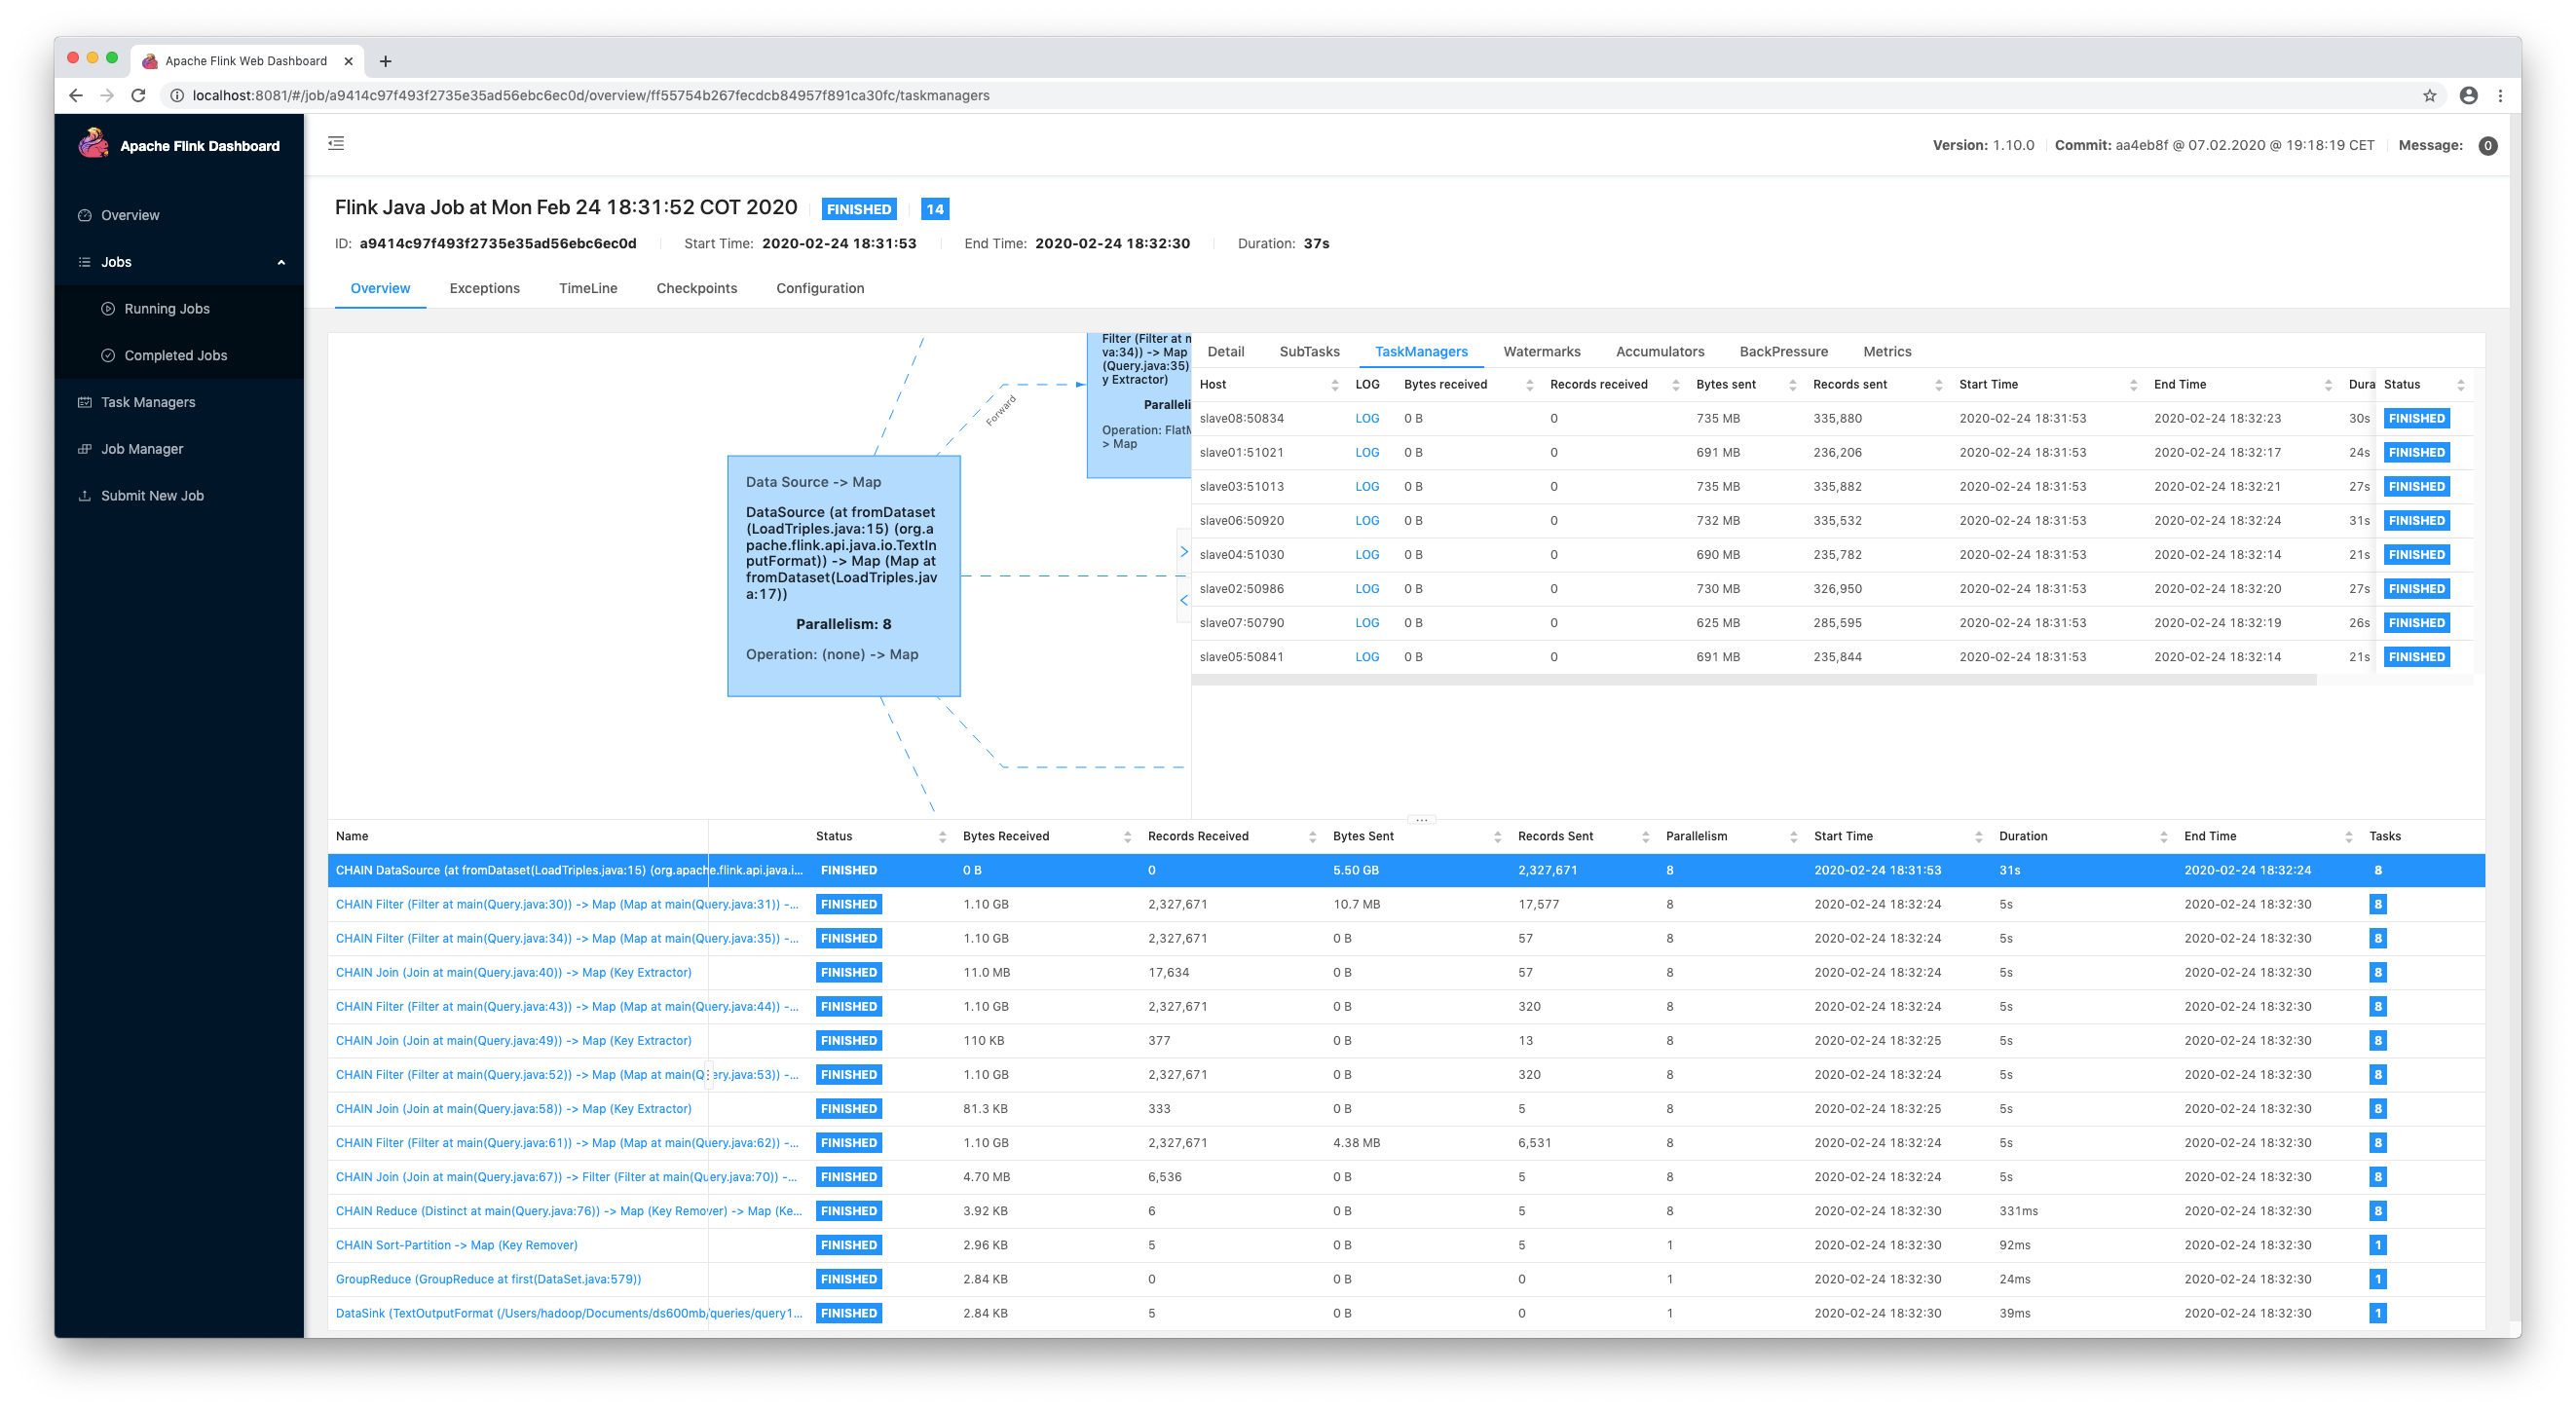 Apache Flink Web Dashboard
localhost:8081/#/job/a9414c97f493f2735e35ad56ebc6ec0d/overview/ff55754b267fecdcb84957f891ca30fc/taskmanagers
Apache Flink Dashboard
Version: 1.10.0 Commit: aa4eb8f @ 07.02.2020 @ 19:18:19 CET Message: 0
Overview
Jobs
Running Jobs
Completed Jobs
Task Managers
Job Manager
Submit New Job
Flink Java Job at Mon Feb 24 18:31:52 COT 2020 FINISHED 14
ID: a9414c97f493f2735e35ad56ebc6ec0d Start Time: 2020-02-24 18:31:53 End Time: 2020-02-24 18:32:30 Duration: 37s
Overview Exceptions TimeLine Checkpoints Configuration
Filter (Filter at m
va:34)) -> Map
(Query.java:35)
y Extractor)
Paralleli
Operation: FlatM
> Map
Forward
Data Source -> Map
DataSource (at fromDataset
(LoadTriples.java:15) (org.a
pache.flink.api.java.io.TextIn
putFormat)) -> Map (Map at
fromDataset(LoadTriples.jav
a:17))
Parallelism: 8
Operation: (none) -> Map
Detail SubTasks TaskManagers Watermarks Accumulators BackPressure Metrics
Host LOG Bytes received Records received Bytes sent Records sent Start Time End Time Dura Status
slave08:50834 LOG 0 B 0 735 MB 335,880 2020-02-24 18:31:53 2020-02-24 18:32:23 30s FINISHED
slave01:51021 LOG 0 B 0 691 MB 236,206 2020-02-24 18:31:53 2020-02-24 18:32:17 24s FINISHED
slave03:51013 LOG 0 B 0 735 MB 335,882 2020-02-24 18:31:53 2020-02-24 18:32:21 27s FINISHED
slave06:50920 LOG 0 B 0 732 MB 335,532 2020-02-24 18:31:53 2020-02-24 18:32:24 31s FINISHED
slave04:51030 LOG 0 B 0 690 MB 235,782 2020-02-24 18:31:53 2020-02-24 18:32:14 21s FINISHED
slave02:50986 LOG 0 B 0 730 MB 326,950 2020-02-24 18:31:53 2020-02-24 18:32:20 27s FINISHED
slave07:50790 LOG 0 B 0 625 MB 285,595 2020-02-24 18:31:53 2020-02-24 18:32:19 26s FINISHED
slave05:50841 LOG 0 B 0 691 MB 235,844 2020-02-24 18:31:53 2020-02-24 18:32:14 21s FINISHED
Name Status Bytes Received Records Received Bytes Sent Records Sent Parallelism Start Time Duration End Time Tasks
CHAIN DataSource (at fromDataset(LoadTriples.java:15) (org.apache.flink.api.java.i... FINISHED 0 B 0 5.50 GB 2,327,671 8 2020-02-24 18:31:53 31s 2020-02-24 18:32:24 8
CHAIN Filter (Filter at main(Query.java:30)) -> Map (Map at main(Query.java:31)) -... FINISHED 1.10 GB 2,327,671 10.7 MB 17,577 8 2020-02-24 18:32:24 5s 2020-02-24 18:32:30 8
CHAIN Filter (Filter at main(Query.java:34)) -> Map (Map at main(Query.java:35)) -... FINISHED 1.10 GB 2,327,671 0 B 57 8 2020-02-24 18:32:24 5s 2020-02-24 18:32:30 8
CHAIN Join (Join at main(Query.java:40)) -> Map (Key Extractor) FINISHED 11.0 MB 17,634 0 B 57 8 2020-02-24 18:32:24 5s 2020-02-24 18:32:30 8
CHAIN Filter (Filter at main(Query.java:43)) -> Map (Map at main(Query.java:44)) -... FINISHED 1.10 GB 2,327,671 0 B 320 8 2020-02-24 18:32:24 5s 2020-02-24 18:32:30 8
CHAIN Join (Join at main(Query.java:49)) -> Map (Key Extractor) FINISHED 110 KB 377 0 B 13 8 2020-02-24 18:32:25 5s 2020-02-24 18:32:30 8
CHAIN Filter (Filter at main(Query.java:52)) -> Map (Map at main(Query.java:53)) -... FINISHED 1.10 GB 2,327,671 0 B 320 8 2020-02-24 18:32:24 5s 2020-02-24 18:32:30 8
CHAIN Join (Join at main(Query.java:58)) -> Map (Key Extractor) FINISHED 81.3 KB 333 0 B 5 8 2020-02-24 18:32:25 5s 2020-02-24 18:32:30 8
CHAIN Filter (Filter at main(Query.java:61)) -> Map (Map at main(Query.java:62)) -... FINISHED 1.10 GB 2,327,671 4.38 MB 6,531 8 2020-02-24 18:32:24 5s 2020-02-24 18:32:30 8
CHAIN Join (Join at main(Query.java:67)) -> Filter (Filter at main(Query.java:70)) -... FINISHED 4.70 MB 6,536 0 B 5 8 2020-02-24 18:32:24 5s 2020-02-24 18:32:30 8
CHAIN Reduce (Distinct at main(Query.java:76)) -> Map (Key Remover) -> Map (Ke... FINISHED 3.92 KB 6 0 B 5 8 2020-02-24 18:32:30 331ms 2020-02-24 18:32:30 8
CHAIN Sort-Partition -> Map (Key Remover) FINISHED 2.96 KB 5 0 B 5 1 2020-02-24 18:32:30 92ms 2020-02-24 18:32:30 1
GroupReduce (GroupReduce at first(DataSet.java:579)) FINISHED 2.84 KB 0 0 B 0 1 2020-02-24 18:32:30 24ms 2020-02-24 18:32:30 1
DataSink (TextOutputFormat (/Users/hadoop/Documents/ds600mb/queries/query1... FINISHED 2.84 KB 5 0 B 0 1 2020-02-24 18:32:30 39ms 2020-02-24 18:32:30 1